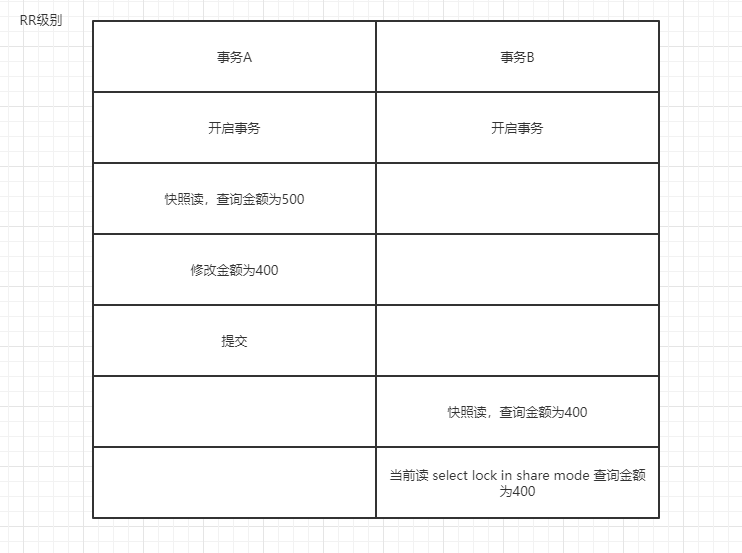 RR级别
事务A
事务B
开启事务
开启事务
快照读，查询金额为500
修改金额为400
提交
快照读，查询金额为400
当前读 select lock in share mode 查询金额
为400